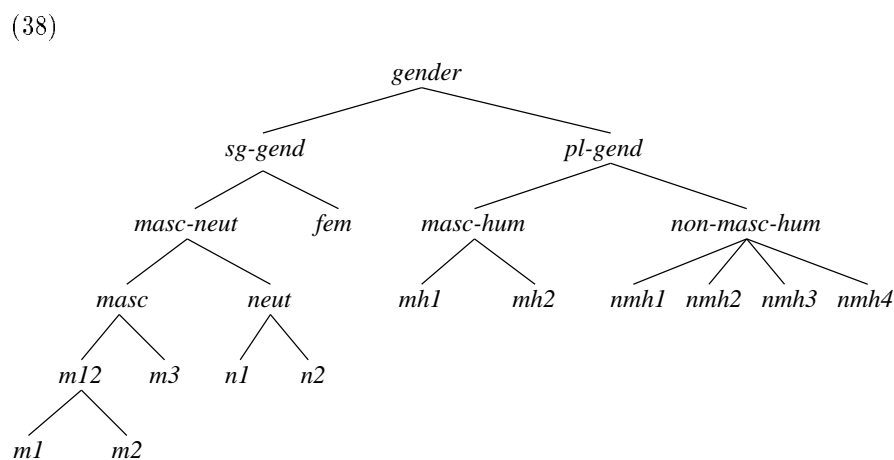 (38)
gender
sg-gend pl-gend
masc-neut fem masc-hum non-masc-hum
masc neut mh1 mh2 nmh1 nmh2 nmh3 nmh4
m12 m3 n1 n2
m1 m2